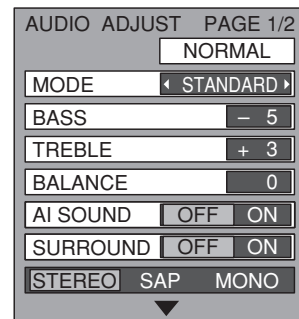 AUDIO ADJUST PAGE 1/2
NORMAL
MODE STANDARD
BASS – 5
TREBLE + 3
BALANCE 0
AI SOUND OFF ON
SURROUND OFF ON
STEREO SAP MONO